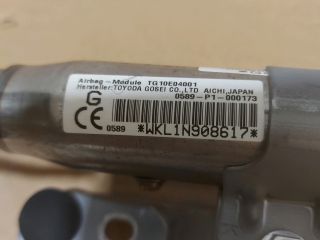 Airbag-Module TG10E04001
Hersteller:TOYODA GOSEI CO.,LTD AICHI,JAPAN
0589-P1-000173
G
CE 0589
*WKL1N908617*